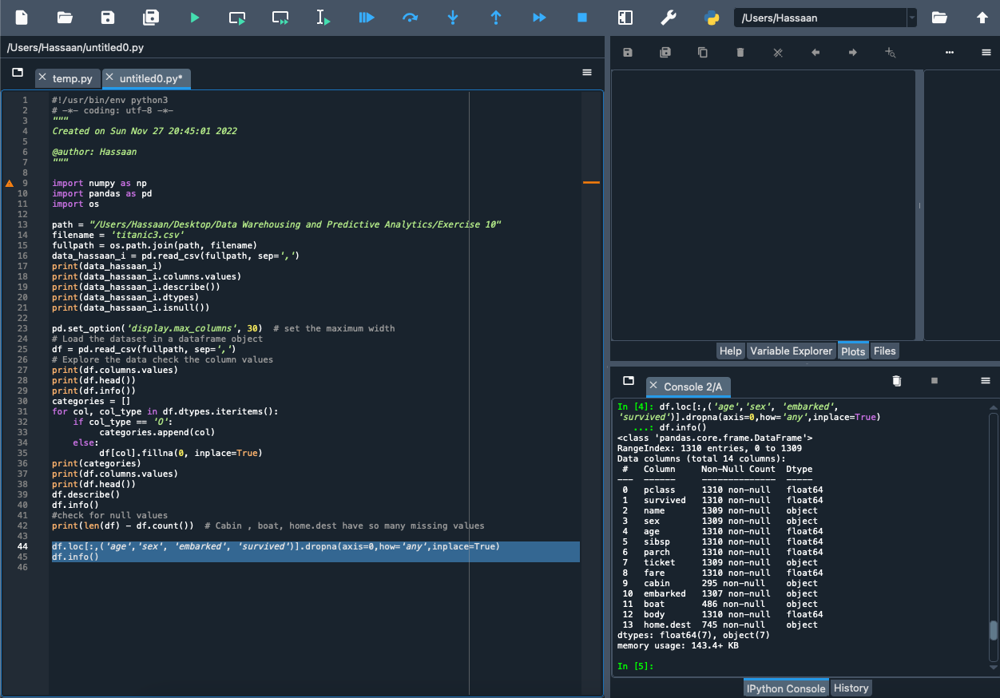 /Users/Hassaan
/Users/Hassaan/untitled0.py
temp.py
untitled0.py*
1 #!/usr/bin/env python3
2 # -*- coding: utf-8 -*-
3 """
4 Created on Sun Nov 27 20:45:01 2022
5
6 @author: Hassaan
7 """
8
9 import numpy as np
10 import pandas as pd
11 import os
12
13 path = "/Users/Hassaan/Desktop/Data Warehousing and Predictive Analytics/Exercise 10"
14 filename = 'titanic3.csv'
15 fullpath = os.path.join(path, filename)
16 data_hassaan_i = pd.read_csv(fullpath, sep=',')
17 print(data_hassaan_i)
18 print(data_hassaan_i.columns.values)
19 print(data_hassaan_i.describe())
20 print(data_hassaan_i.dtypes)
21 print(data_hassaan_i.isnull())
22
23 pd.set_option('display.max_columns', 30)  # set the maximum width
24 # Load the dataset in a dataframe object
25 df = pd.read_csv(fullpath, sep=',')
26 # Explore the data check the column values
27 print(df.columns.values)
28 print(df.head())
29 print(df.info())
30 categories = []
31 for col, col_type in df.dtypes.iteritems():
32     if col_type == 'O':
33          categories.append(col)
34     else:
35          df[col].fillna(0, inplace=True)
36 print(categories)
37 print(df.columns.values)
38 print(df.head())
39 df.describe()
40 df.info()
41 #check for null values
42 print(len(df) - df.count())  # Cabin , boat, home.dest have so many missing values
43
44 df.loc[:,('age','sex', 'embarked', 'survived')].dropna(axis=0,how='any',inplace=True)
45 df.info()
46
Help Variable Explorer Plots Files
Console 2/A
In [4]: df.loc[:,('age','sex', 'embarked',
'survived')].dropna(axis=0,how='any',inplace=True)
...: df.info()
<class 'pandas.core.frame.DataFrame'>
RangeIndex: 1310 entries, 0 to 1309
Data columns (total 14 columns):
#   Column     Non-Null Count  Dtype
---  ------     --------------  -----
0   pclass     1310 non-null   float64
1   survived   1310 non-null   float64
2   name       1309 non-null   object
3   sex        1309 non-null   object
4   age        1310 non-null   float64
5   sibsp      1310 non-null   float64
6   parch      1310 non-null   float64
7   ticket     1309 non-null   object
8   fare       1310 non-null   float64
9   cabin      295 non-null    object
10  embarked   1307 non-null   object
11  boat       486 non-null    object
12  body       1310 non-null   float64
13  home.dest  745 non-null    object
dtypes: float64(7), object(7)
memory usage: 143.4+ KB
In [5]:
IPython Console History